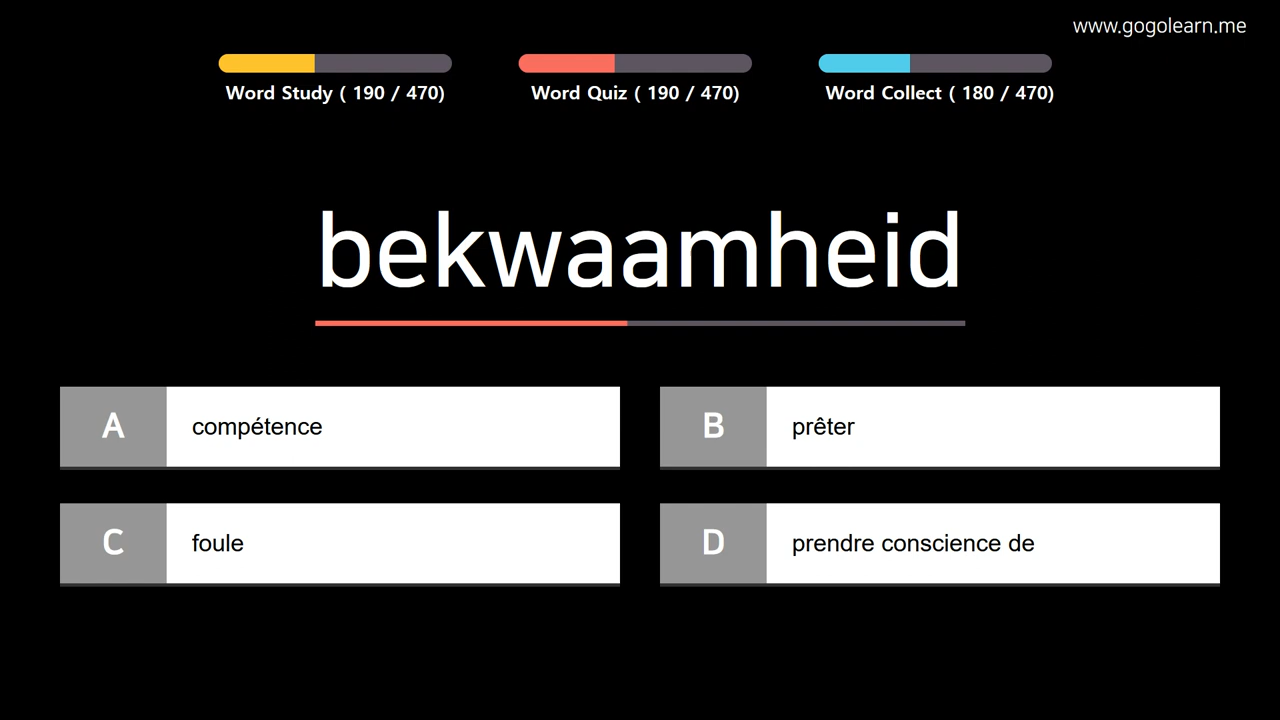 www.gogolearn.me
Word Study ( 190 / 470)
Word Quiz ( 190 / 470)
Word Collect ( 180 / 470)
bekwaamheid
A compétence
B prêter
C foule
D prendre conscience de